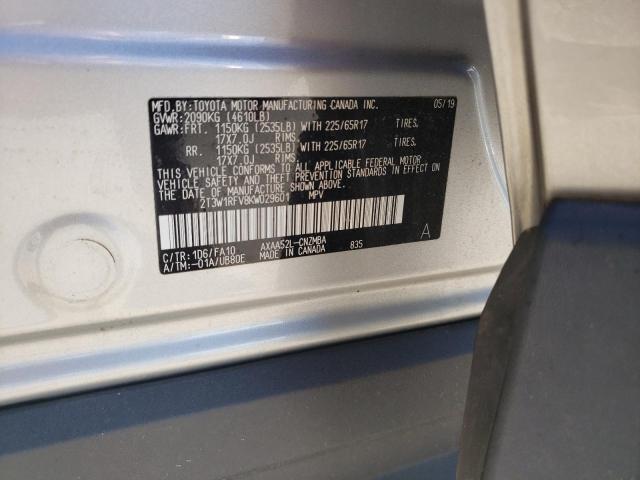 MFD.BY:TOYOTA MOTOR MANUFACTURING CANADA INC. 05/19
GVWR:2090KG (4610LB)
GAWR:FRT. 1150KG (2535LB) WITH 225/65R17 TIRES,
17X7.0J RIMS
RR. 1150KG (2535LB) WITH 225/65R17 TIRES,
17X7.0J RIMS
THIS VEHICLE CONFORMS TO ALL APPLICABLE FEDERAL MOTOR
VEHICLE SAFETY AND THEFT PREVENTION STANDARDS IN EFFECT
ON THE DATE OF MANUFACTURE SHOWN ABOVE.
2T3W1RFV8KW029601 MPV
C/TR:1D6/FA10 AXAA52L-CNZMBA 835 A
A/TM:-01A/UB80E MADE IN CANADA